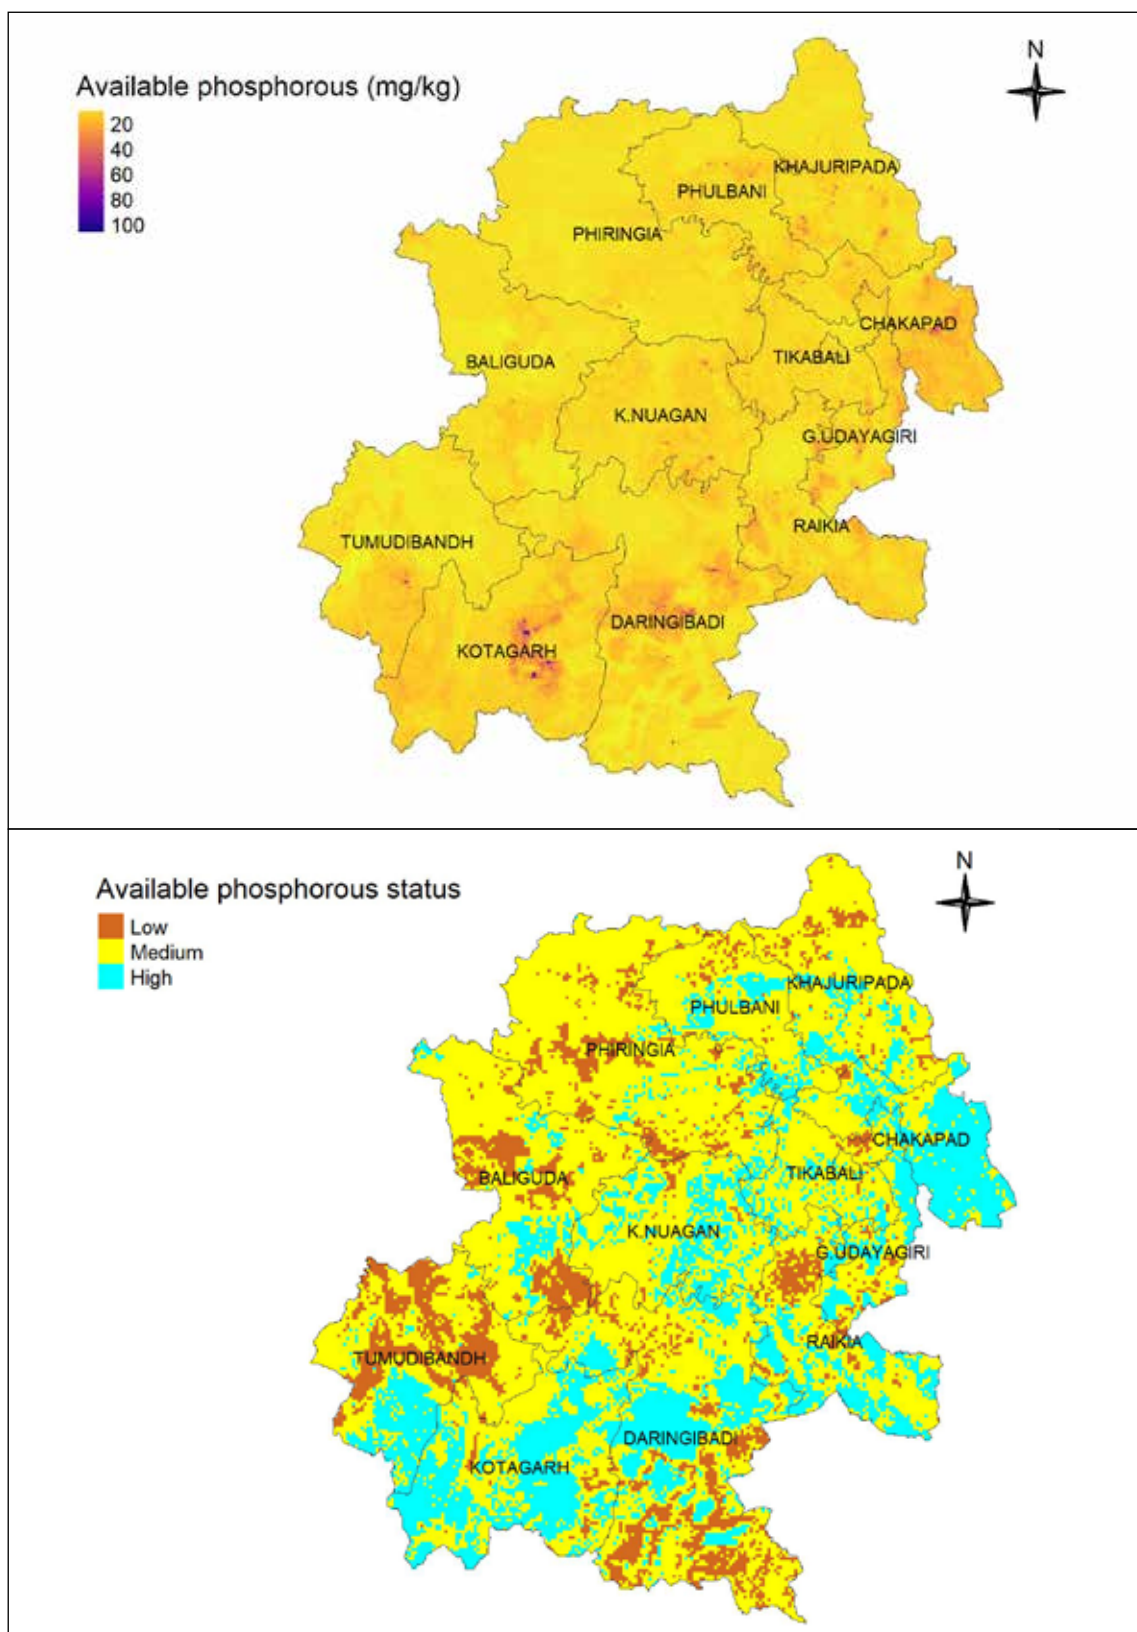 N
Available phosphorous (mg/kg)
20
40
60
80
100
KHAJURIPADA
PHULBANI
PHIRINGIA
CHAKAPAD
TIKABALI
BALIGUDA
K.NUAGAN
G.UDAYAGIRI
RAIKIA
TUMUDIBANDH
DARINGIBADI
KOTAGARH
N
Available phosphorous status
Low
Medium
High
KHAJURIPADA
PHULBANI
PHIRINGIA
CHAKAPAD
TIKABALI
BALIGUDA
K.NUAGAN
G.UDAYAGIRI
RAIKIA
TUMUDIBANDH
DARINGIBADI
KOTAGARH